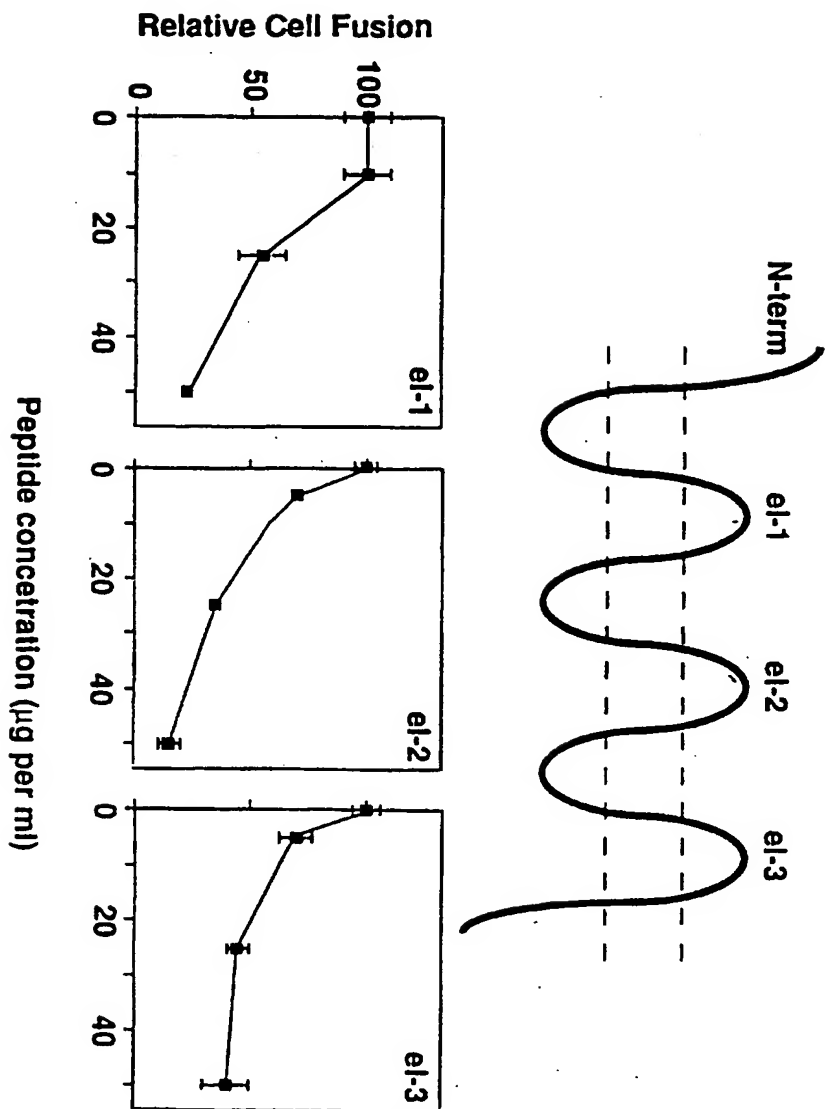 N-term
el-1
el-2
el-3
Relative Cell Fusion
100
50
0
el-1
el-2
el-3
0 20 40
0 20 40
0 20 40
Peptide concetration (μg per ml)